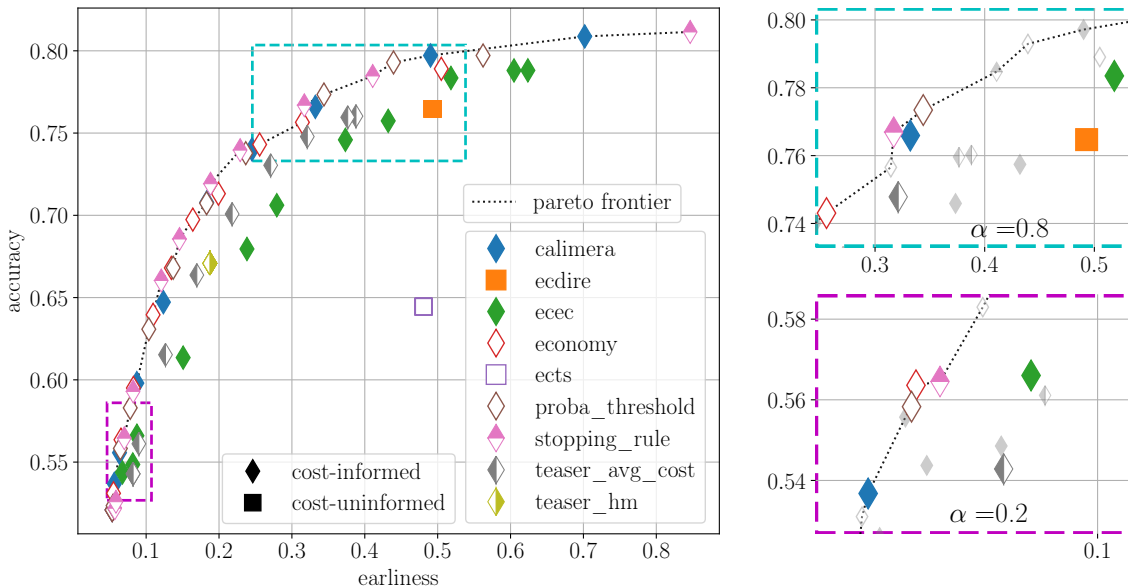 accuracy
0.80
0.75
0.70
0.65
0.60
0.55
0.1 0.2 0.3 0.4 0.5 0.6 0.7 0.8
earliness
pareto frontier
calimera
ecdire
ecec
economy
ects
proba_threshold
stopping_rule
teaser_avg_cost
teaser_hm
cost-informed
cost-uninformed
0.80
0.78
0.76
0.74
α =0.8
0.3 0.4 0.5
0.58
0.56
0.54
α =0.2
0.1